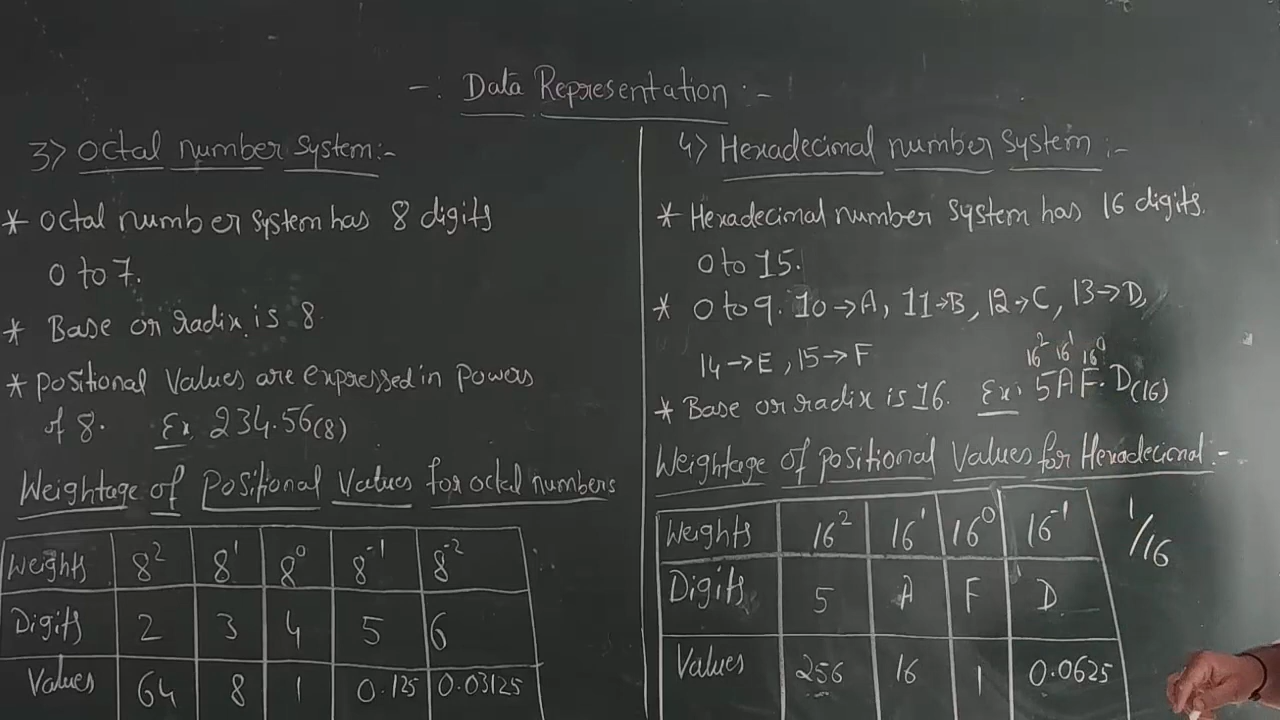 -: Data Representation :-
3) Octal number system:-
* Octal number system has 8 digits
0 to 7.
* Base or radix is 8.
* Positional Values are expressed in Powers
of 8. Ex, 234.56(8)
Weightage of Positional Values for octal numbers
Weights 8² 8¹ 8⁰ 8⁻¹ 8⁻²
Digits 2 3 4 5 6
Values 64 8 1 0.125 0.03125
4) Hexadecimal number System :-
* Hexadecimal number system has 16 digits.
0 to 15.
* 0 to 9. 10→A, 11→B, 12→C, 13→D,
14→E, 15→F
16² 16¹ 16⁰
* Base or radix is 16. Ex: 5AF.D(16)
Weightage of positional Values for Hexadecimal:-
Weights 16² 16¹ 16⁰ 16⁻¹
Digits 5 A F D
Values 256 16 1 0.0625
1/16